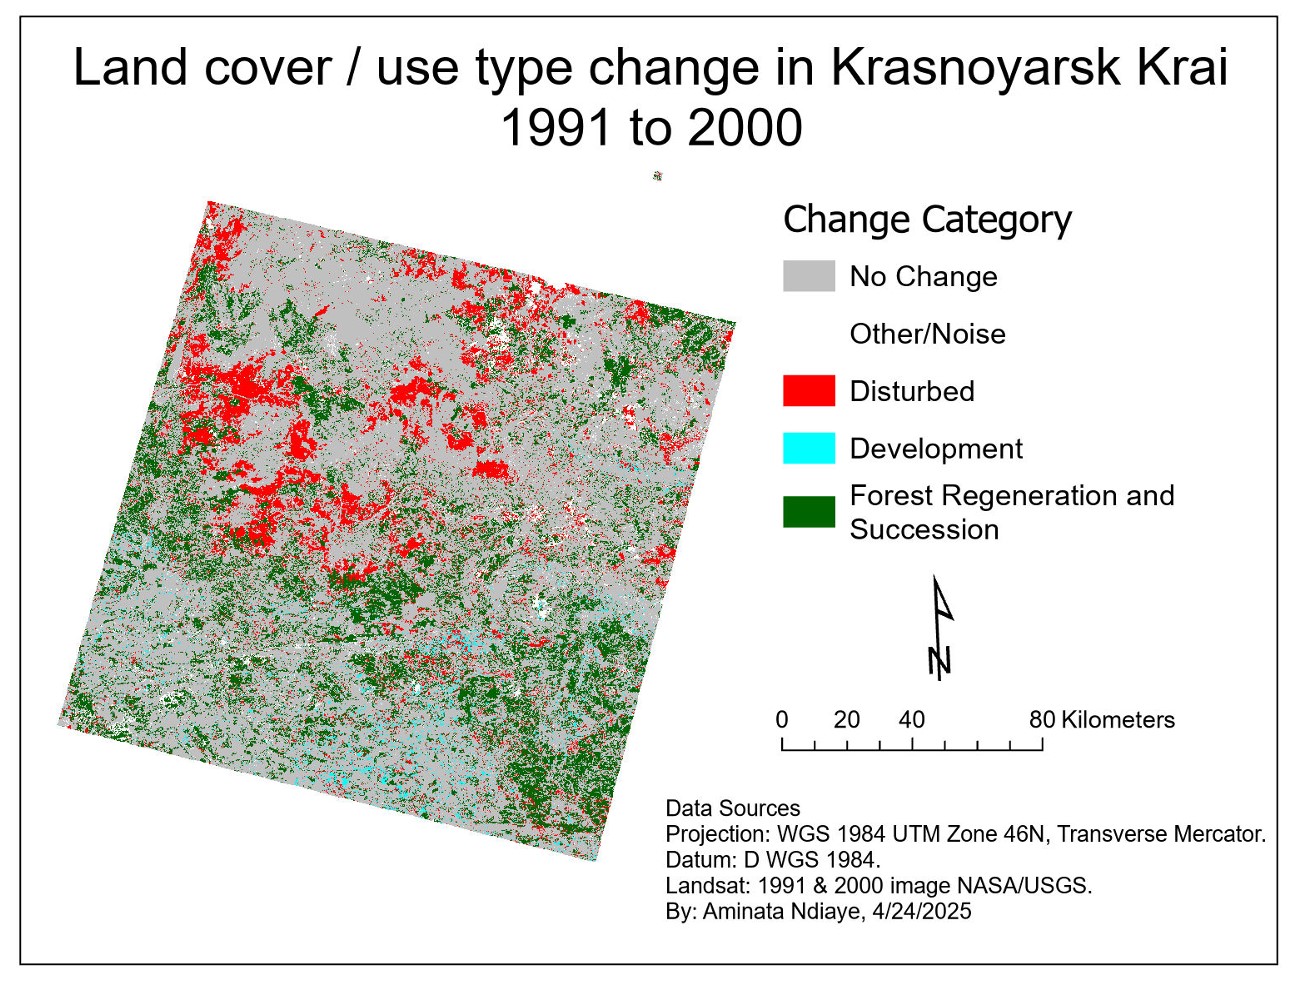 Land cover / use type change in Krasnoyarsk Krai
1991 to 2000
Change Category
No Change
Other/Noise
Disturbed
Development
Forest Regeneration and
Succession
N
0 20 40 80 Kilometers
Data Sources
Projection: WGS 1984 UTM Zone 46N, Transverse Mercator.
Datum: D WGS 1984.
Landsat: 1991 & 2000 image NASA/USGS.
By: Aminata Ndiaye, 4/24/2025